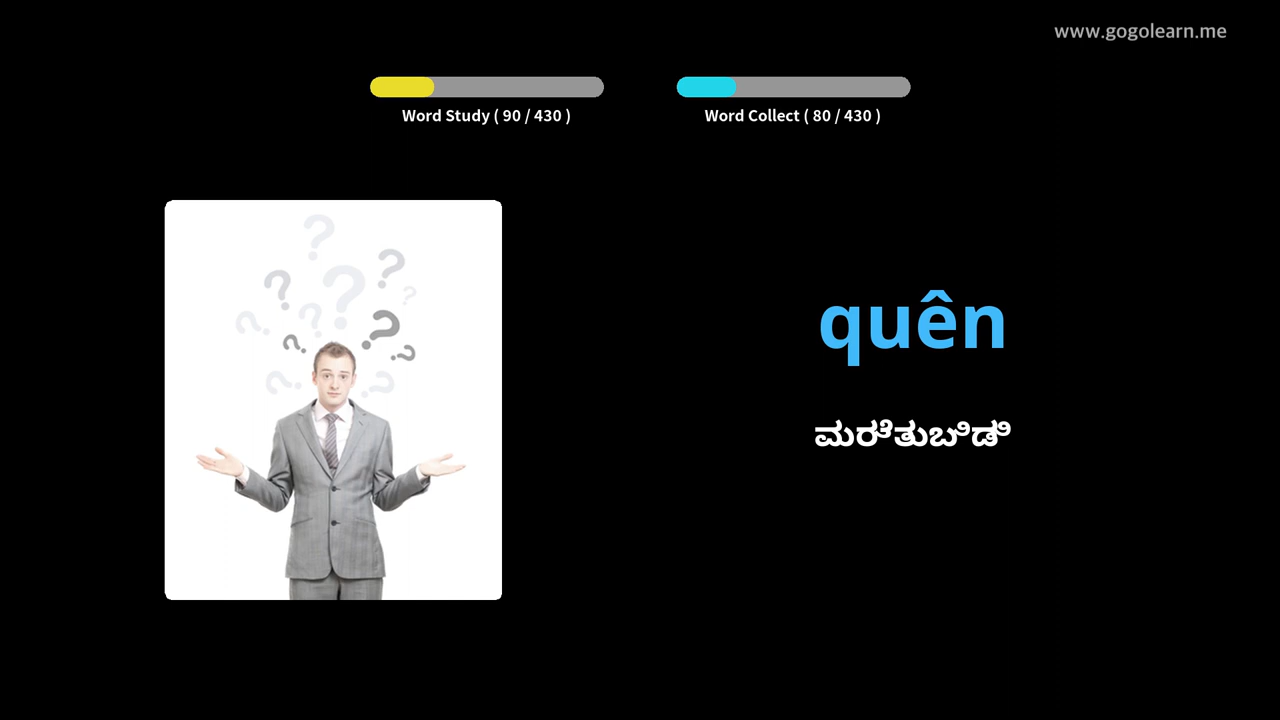 www.gogolearn.me
Word Study ( 90 / 430 )
Word Collect ( 80 / 430 )
quên
ಮರೆತುಬಿಡಿ